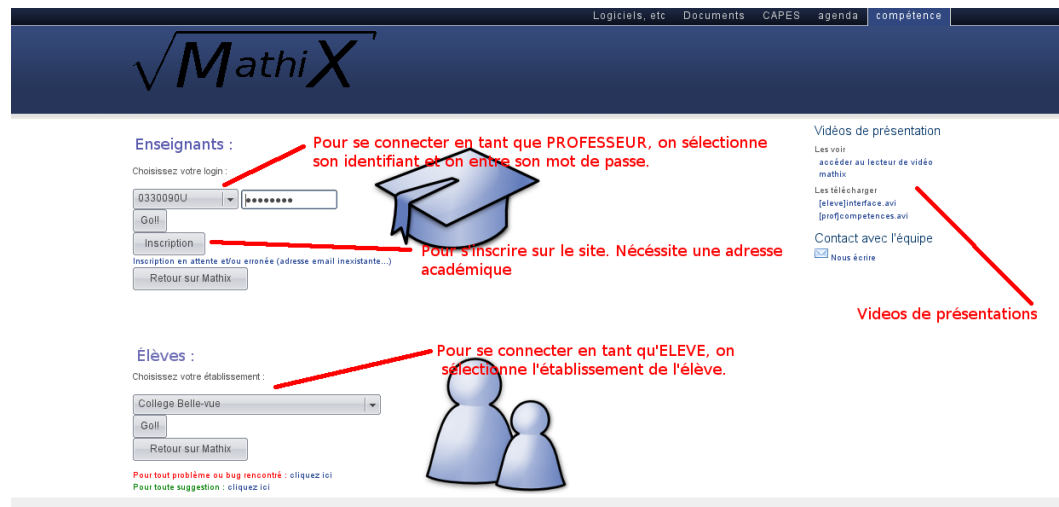 Logiciels, etc Documents CAPES agenda compétence
√MathiX
Enseignants :
Pour se connecter en tant que PROFESSEUR, on sélectionne
son identifiant et on entre son mot de passe.
Choisissez votre login :
0330090U ••••••••
Go!!
Inscription
Pour s'inscrire sur le site. Nécéssite une adresse
académique
Inscription en attente et/ou erronée (adresse email inexistante...)
Retour sur Mathix
Élèves :
Pour se connecter en tant qu'ELEVE, on
sélectionne l'établissement de l'élève.
Choisissez votre établissement :
College Belle-vue
Go!!
Retour sur Mathix
Pour tout problème ou bug rencontré : cliquez ici
Pour toute suggestion : cliquez ici
Vidéos de présentation
Les voir
accéder au lecteur de vidéo
mathix
Les télécharger
[eleve]interface.avi
[prof]competences.avi
Contact avec l'équipe
Nous écrire
Videos de présentations